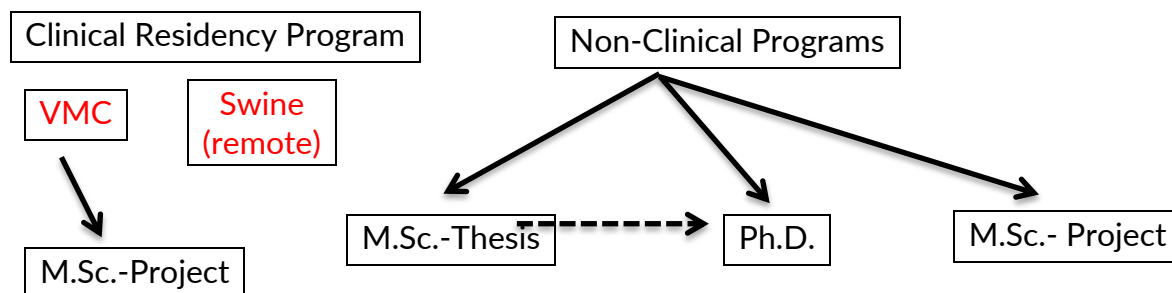 Clinical Residency Program
Non-Clinical Programs
VMC
Swine
(remote)
M.Sc.-Thesis
Ph.D.
M.Sc.- Project
M.Sc.-Project